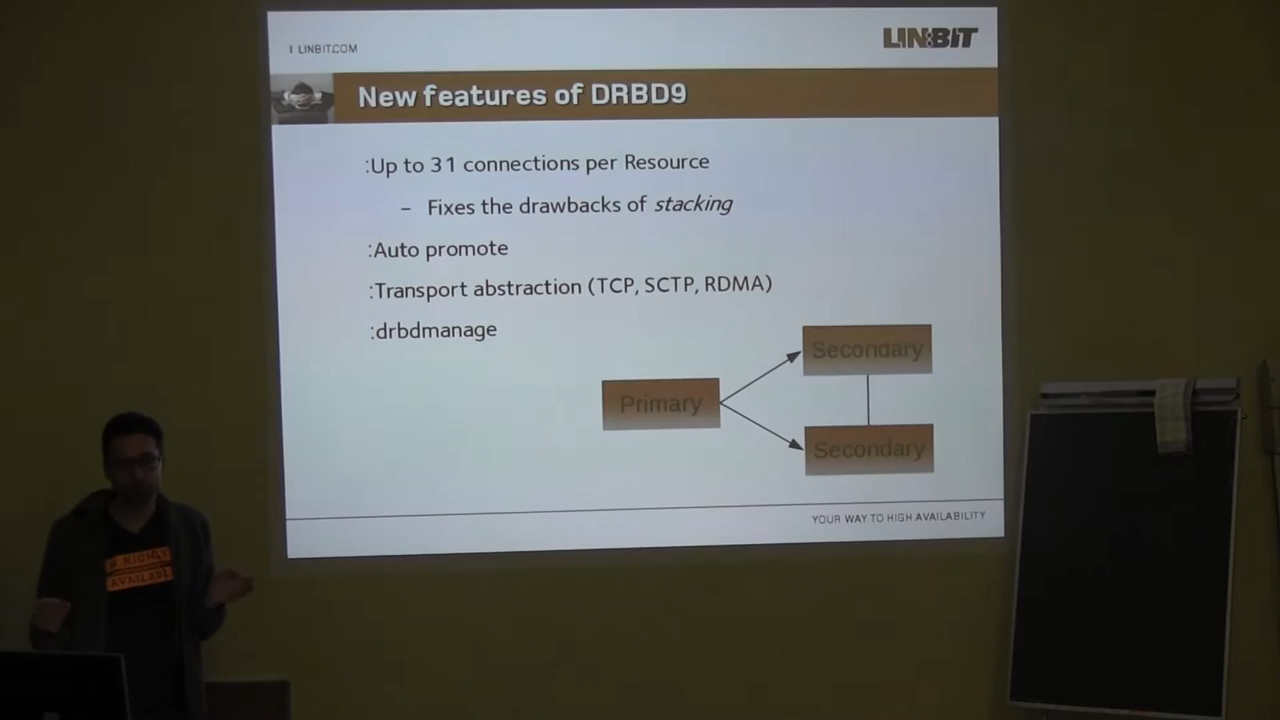 I LINBIT.COM
LINBIT
New features of DRBD9
:Up to 31 connections per Resource
– Fixes the drawbacks of stacking
:Auto promote
:Transport abstraction (TCP, SCTP, RDMA)
:drbdmanage
Secondary
Primary
Secondary
YOUR WAY TO HIGH AVAILABILITY
HIGHLY